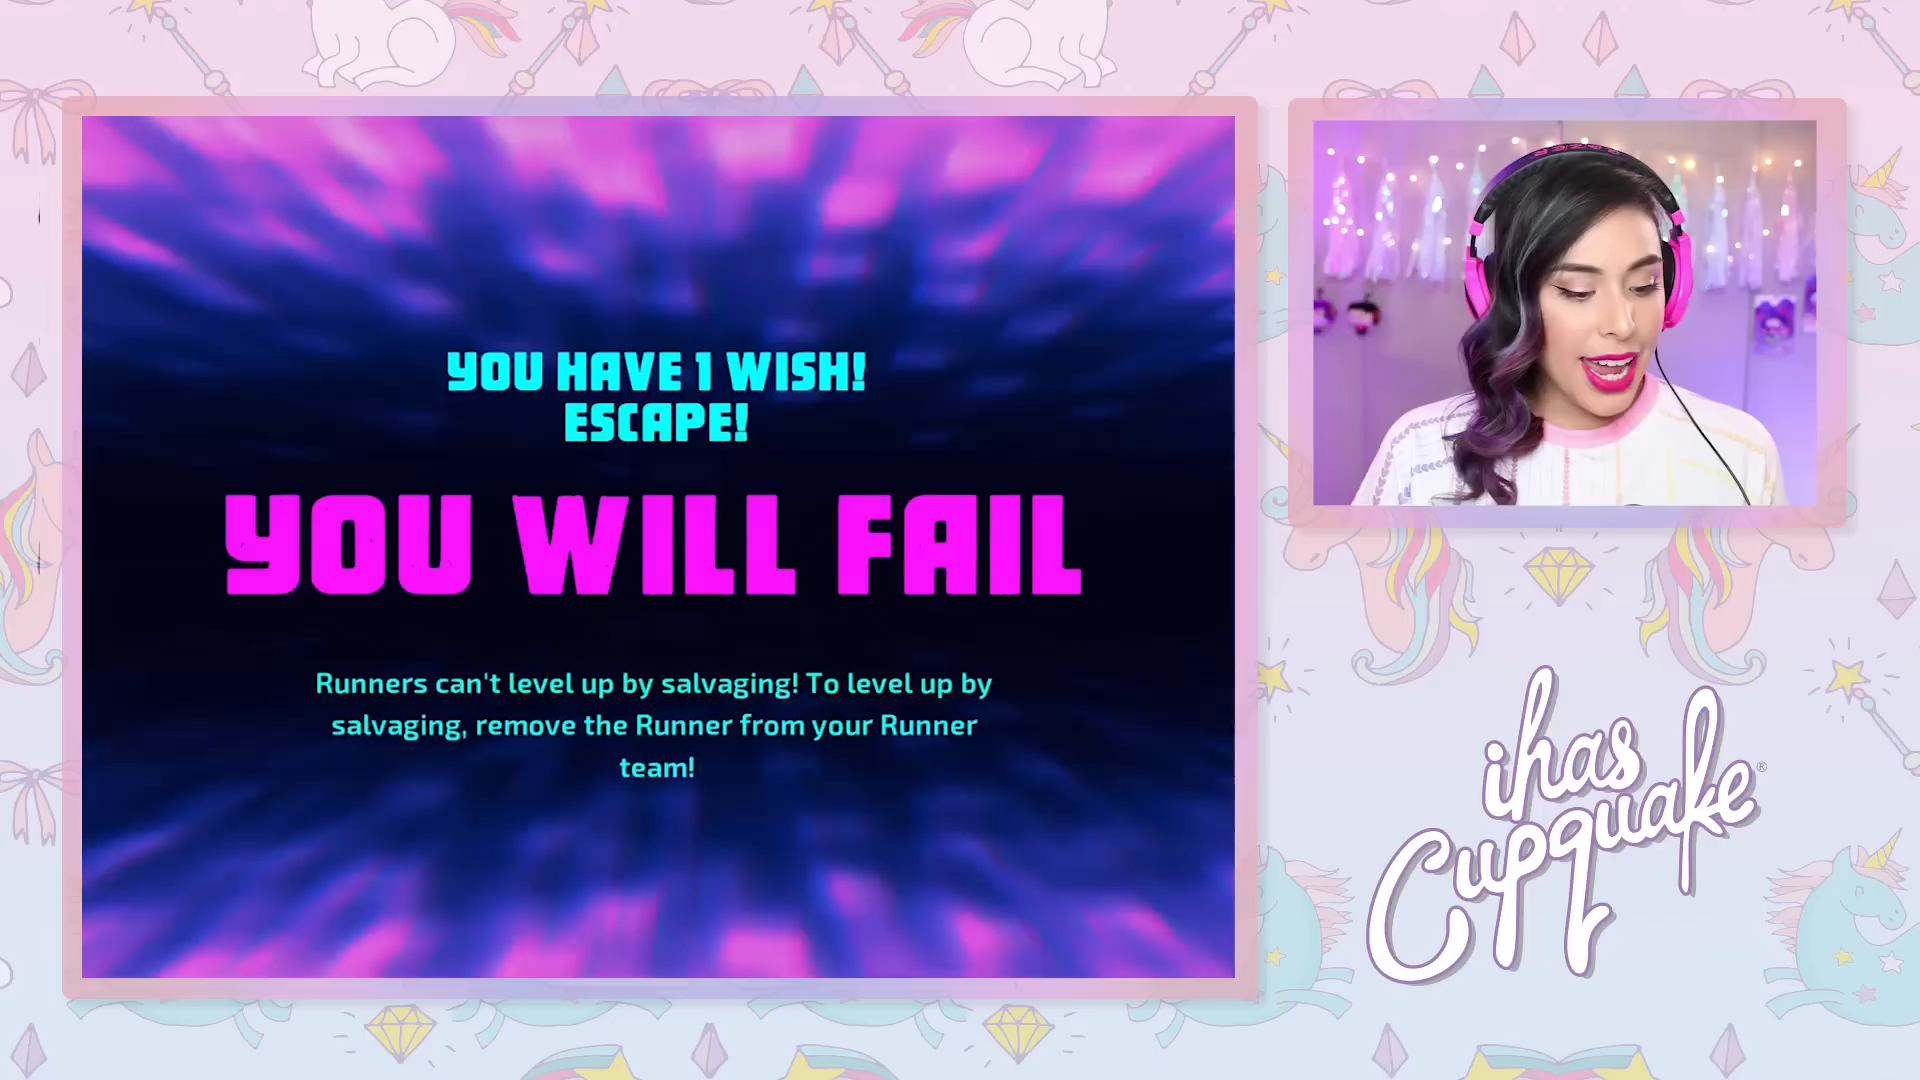 YOU HAVE 1 WISH!
ESCAPE!
YOU WILL FAIL
Runners can't level up by salvaging! To level up by
salvaging, remove the Runner from your Runner
team!
ihas
Cupquake®